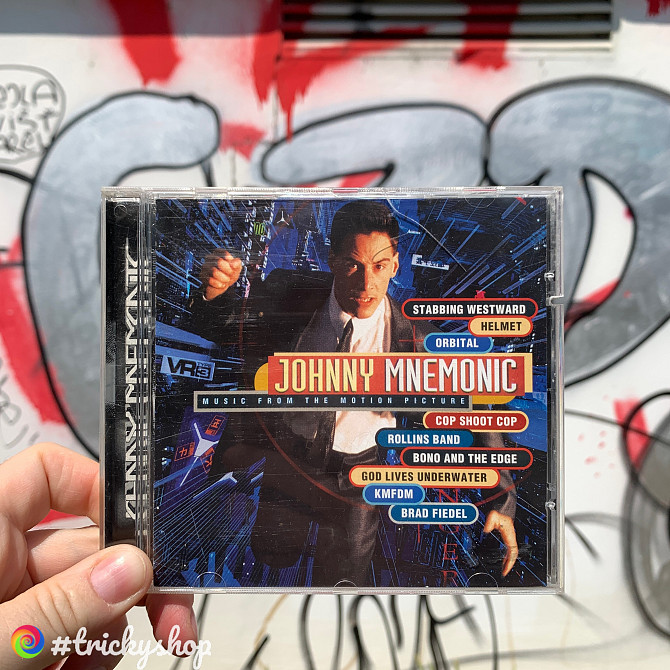 JOHNNY MNEMONIC
STABBING WESTWARD
HELMET
ORBITAL
VR3
JOHNNY MNEMONIC
MUSIC FROM THE MOTION PICTURE
COP SHOOT COP
ROLLINS BAND
BONO AND THE EDGE
GOD LIVES UNDERWATER
KMFDM
BRAD FIEDEL
#trickyshop